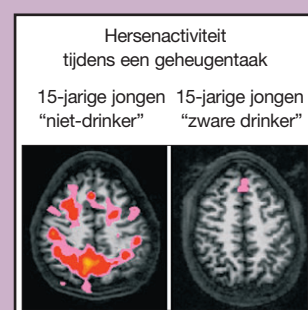 Hersenactiviteit
tijdens een geheugentaak
15-jarige jongen 15-jarige jongen
“niet-drinker” “zware drinker”